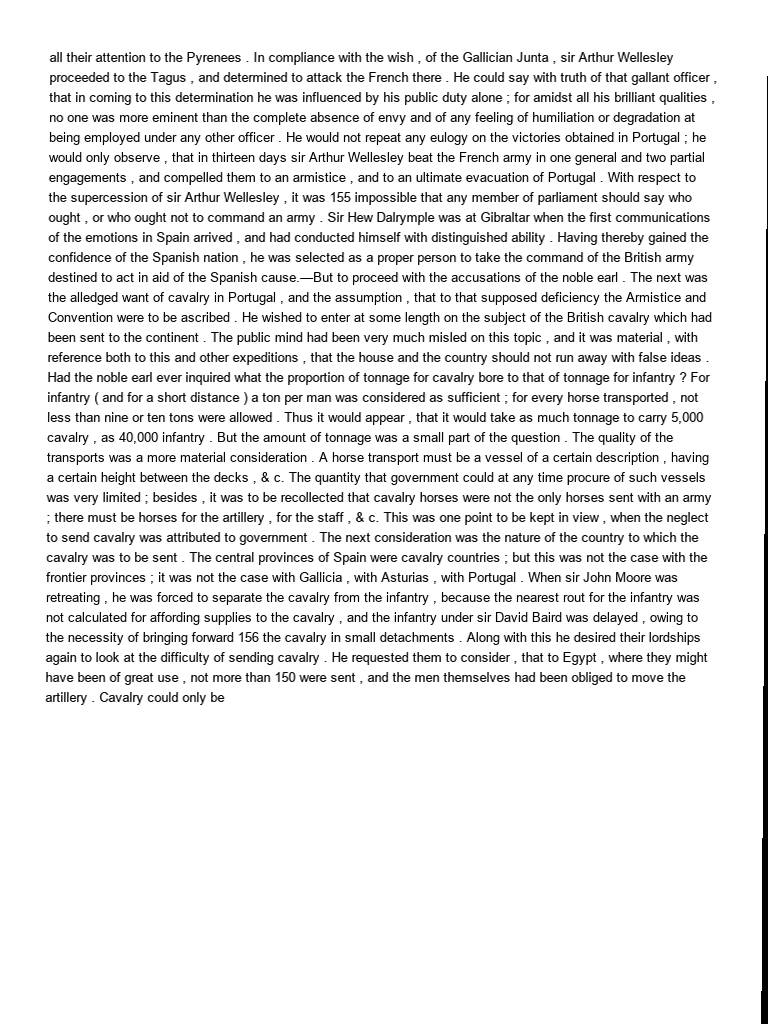 all their attention to the Pyrenees . In compliance with the wish , of the Gallician Junta , sir Arthur Wellesley
proceeded to the Tagus , and determined to attack the French there . He could say with truth of that gallant officer ,
that in coming to this determination he was influenced by his public duty alone ; for amidst all his brilliant qualities ,
no one was more eminent than the complete absence of envy and of any feeling of humiliation or degradation at
being employed under any other officer . He would not repeat any eulogy on the victories obtained in Portugal ; he
would only observe , that in thirteen days sir Arthur Wellesley beat the French army in one general and two partial
engagements , and compelled them to an armistice , and to an ultimate evacuation of Portugal . With respect to
the supercession of sir Arthur Wellesley , it was 155 impossible that any member of parliament should say who
ought , or who ought not to command an army . Sir Hew Dalrymple was at Gibraltar when the first communications
of the emotions in Spain arrived , and had conducted himself with distinguished ability . Having thereby gained the
confidence of the Spanish nation , he was selected as a proper person to take the command of the British army
destined to act in aid of the Spanish cause.—But to proceed with the accusations of the noble earl . The next was
the alledged want of cavalry in Portugal , and the assumption , that to that supposed deficiency the Armistice and
Convention were to be ascribed . He wished to enter at some length on the subject of the British cavalry which had
been sent to the continent . The public mind had been very much misled on this topic , and it was material , with
reference both to this and other expeditions , that the house and the country should not run away with false ideas .
Had the noble earl ever inquired what the proportion of tonnage for cavalry bore to that of tonnage for infantry ? For
infantry ( and for a short distance ) a ton per man was considered as sufficient ; for every horse transported , not
less than nine or ten tons were allowed . Thus it would appear , that it would take as much tonnage to carry 5,000
cavalry , as 40,000 infantry . But the amount of tonnage was a small part of the question . The quality of the
transports was a more material consideration . A horse transport must be a vessel of a certain description , having
a certain height between the decks , & c. The quantity that government could at any time procure of such vessels
was very limited ; besides , it was to be recollected that cavalry horses were not the only horses sent with an army
; there must be horses for the artillery , for the staff , & c. This was one point to be kept in view , when the neglect
to send cavalry was attributed to government . The next consideration was the nature of the country to which the
cavalry was to be sent . The central provinces of Spain were cavalry countries ; but this was not the case with the
frontier provinces ; it was not the case with Gallicia , with Asturias , with Portugal . When sir John Moore was
retreating , he was forced to separate the cavalry from the infantry , because the nearest rout for the infantry was
not calculated for affording supplies to the cavalry , and the infantry under sir David Baird was delayed , owing to
the necessity of bringing forward 156 the cavalry in small detachments . Along with this he desired their lordships
again to look at the difficulty of sending cavalry . He requested them to consider , that to Egypt , where they might
have been of great use , not more than 150 were sent , and the men themselves had been obliged to move the
artillery . Cavalry could only be